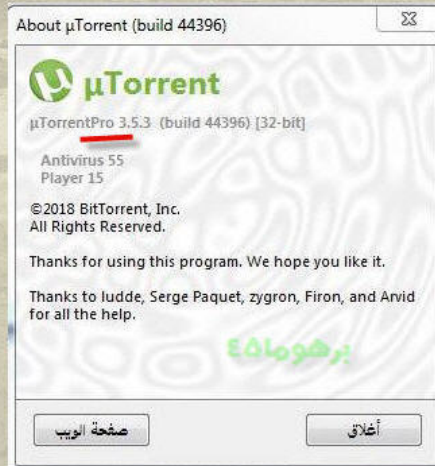 About µTorrent (build 44396)
µTorrent
µTorrentPro 3.5.3 (build 44396) [32-bit]
Antivirus 55
Player 15
©2018 BitTorrent, Inc.
All Rights Reserved.
Thanks for using this program. We hope you like it.
Thanks to ludde, Serge Paquet, zygron, Firon, and Arvid
for all the help.
برهوما٤٥
صفحة الويب
أغلاق